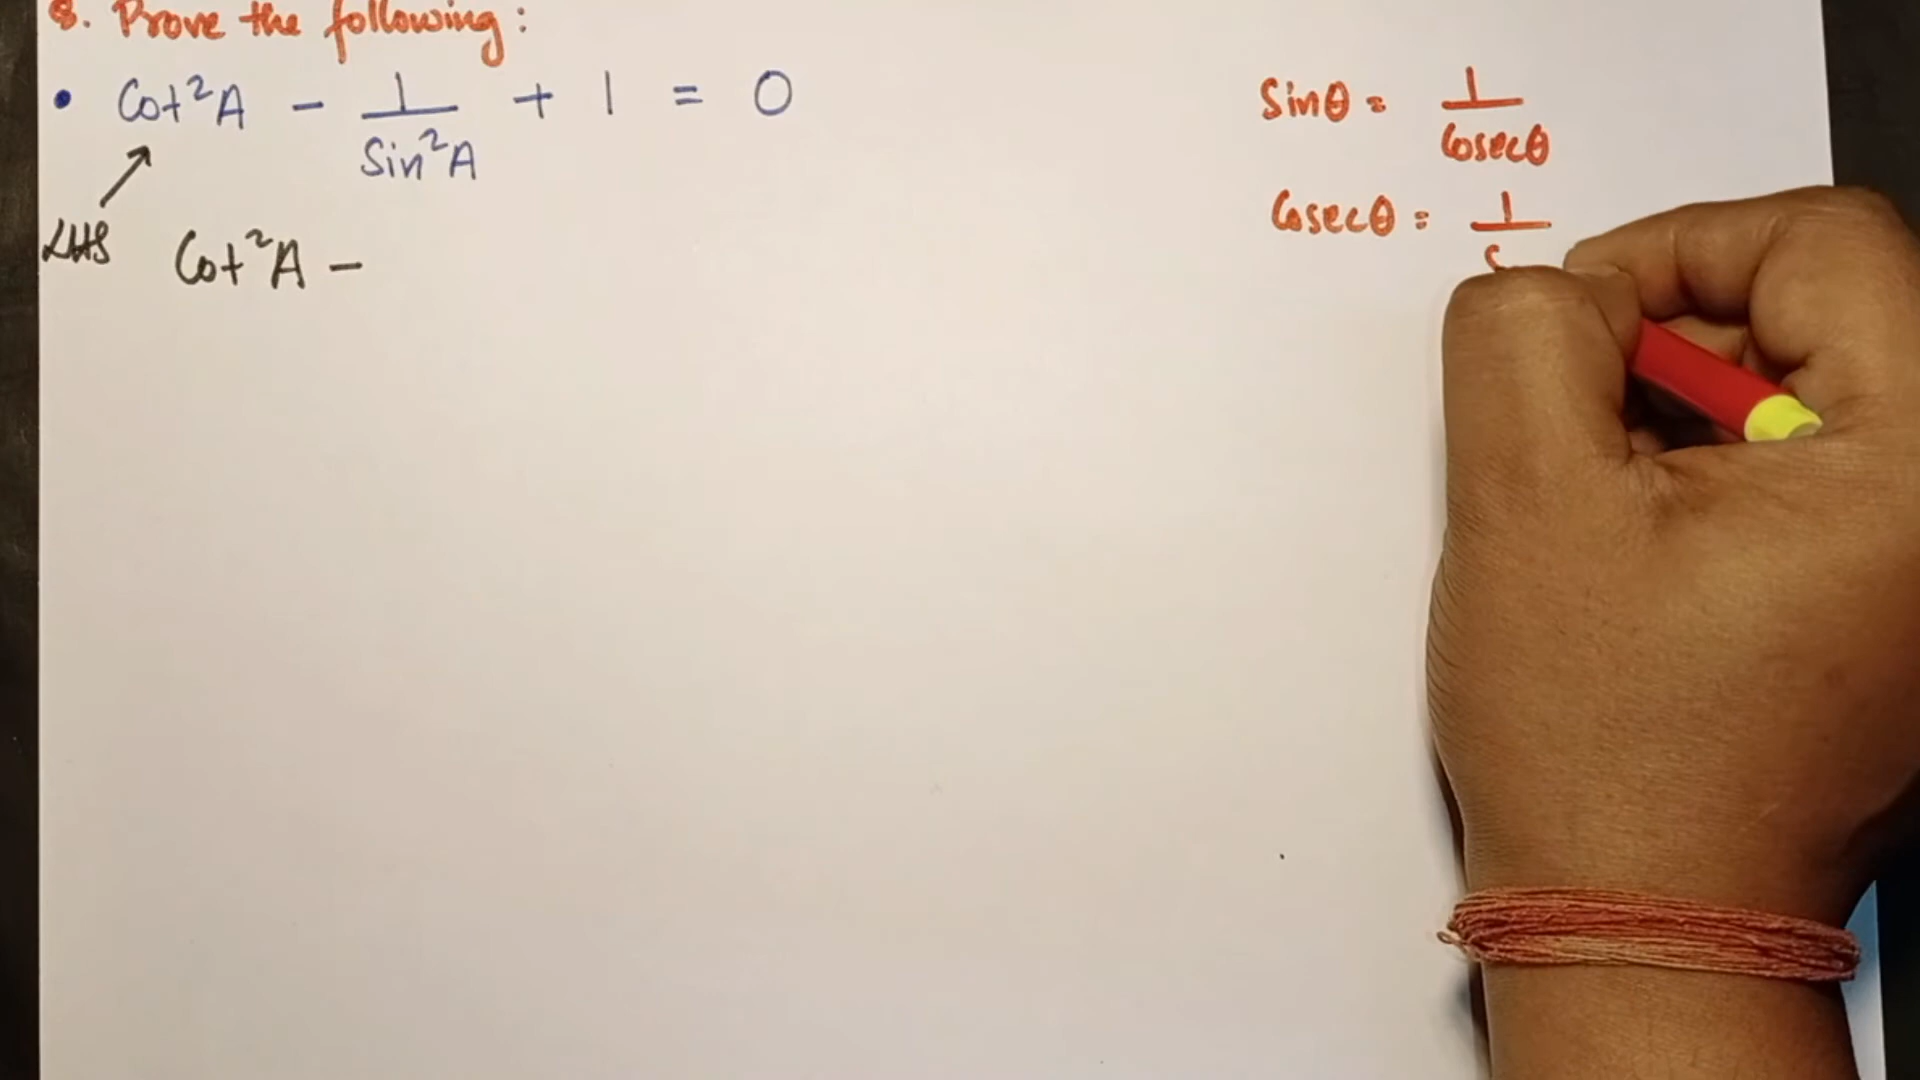 8. Prove the following:
• Cot²A - 1/Sin²A + 1 = 0
LHS Cot²A -
Sinθ = 1/Cosecθ
Cosecθ = 1/S